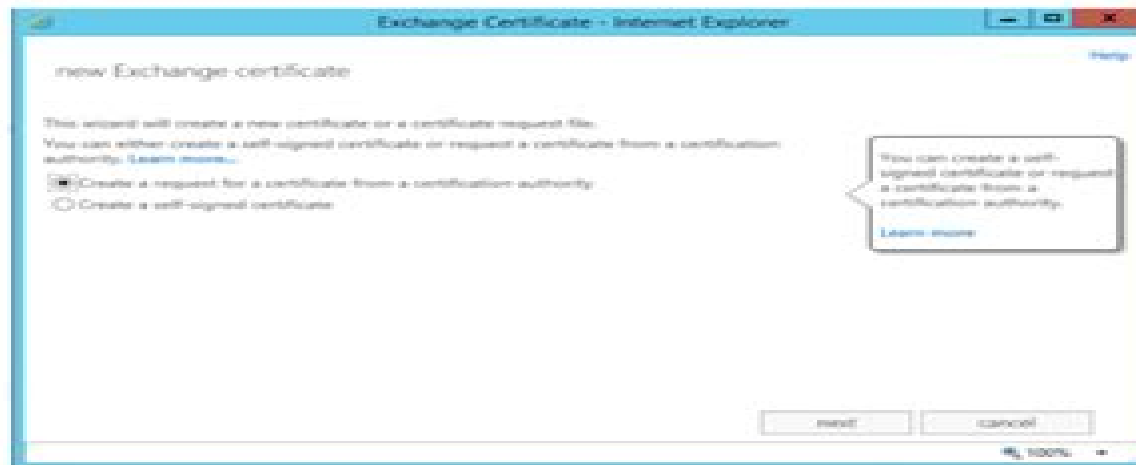 Exchange Certificate - Internet Explorer
Help
new Exchange certificate
This wizard will create a new certificate or a certificate request file.
You can either create a self-signed certificate or request a certificate from a certification
authority. Learn more...
Create a request for a certificate from a certification authority
Create a self-signed certificate
You can create a self-
signed certificate or request
a certificate from a
certification authority.
Learn more
next
cancel
100%